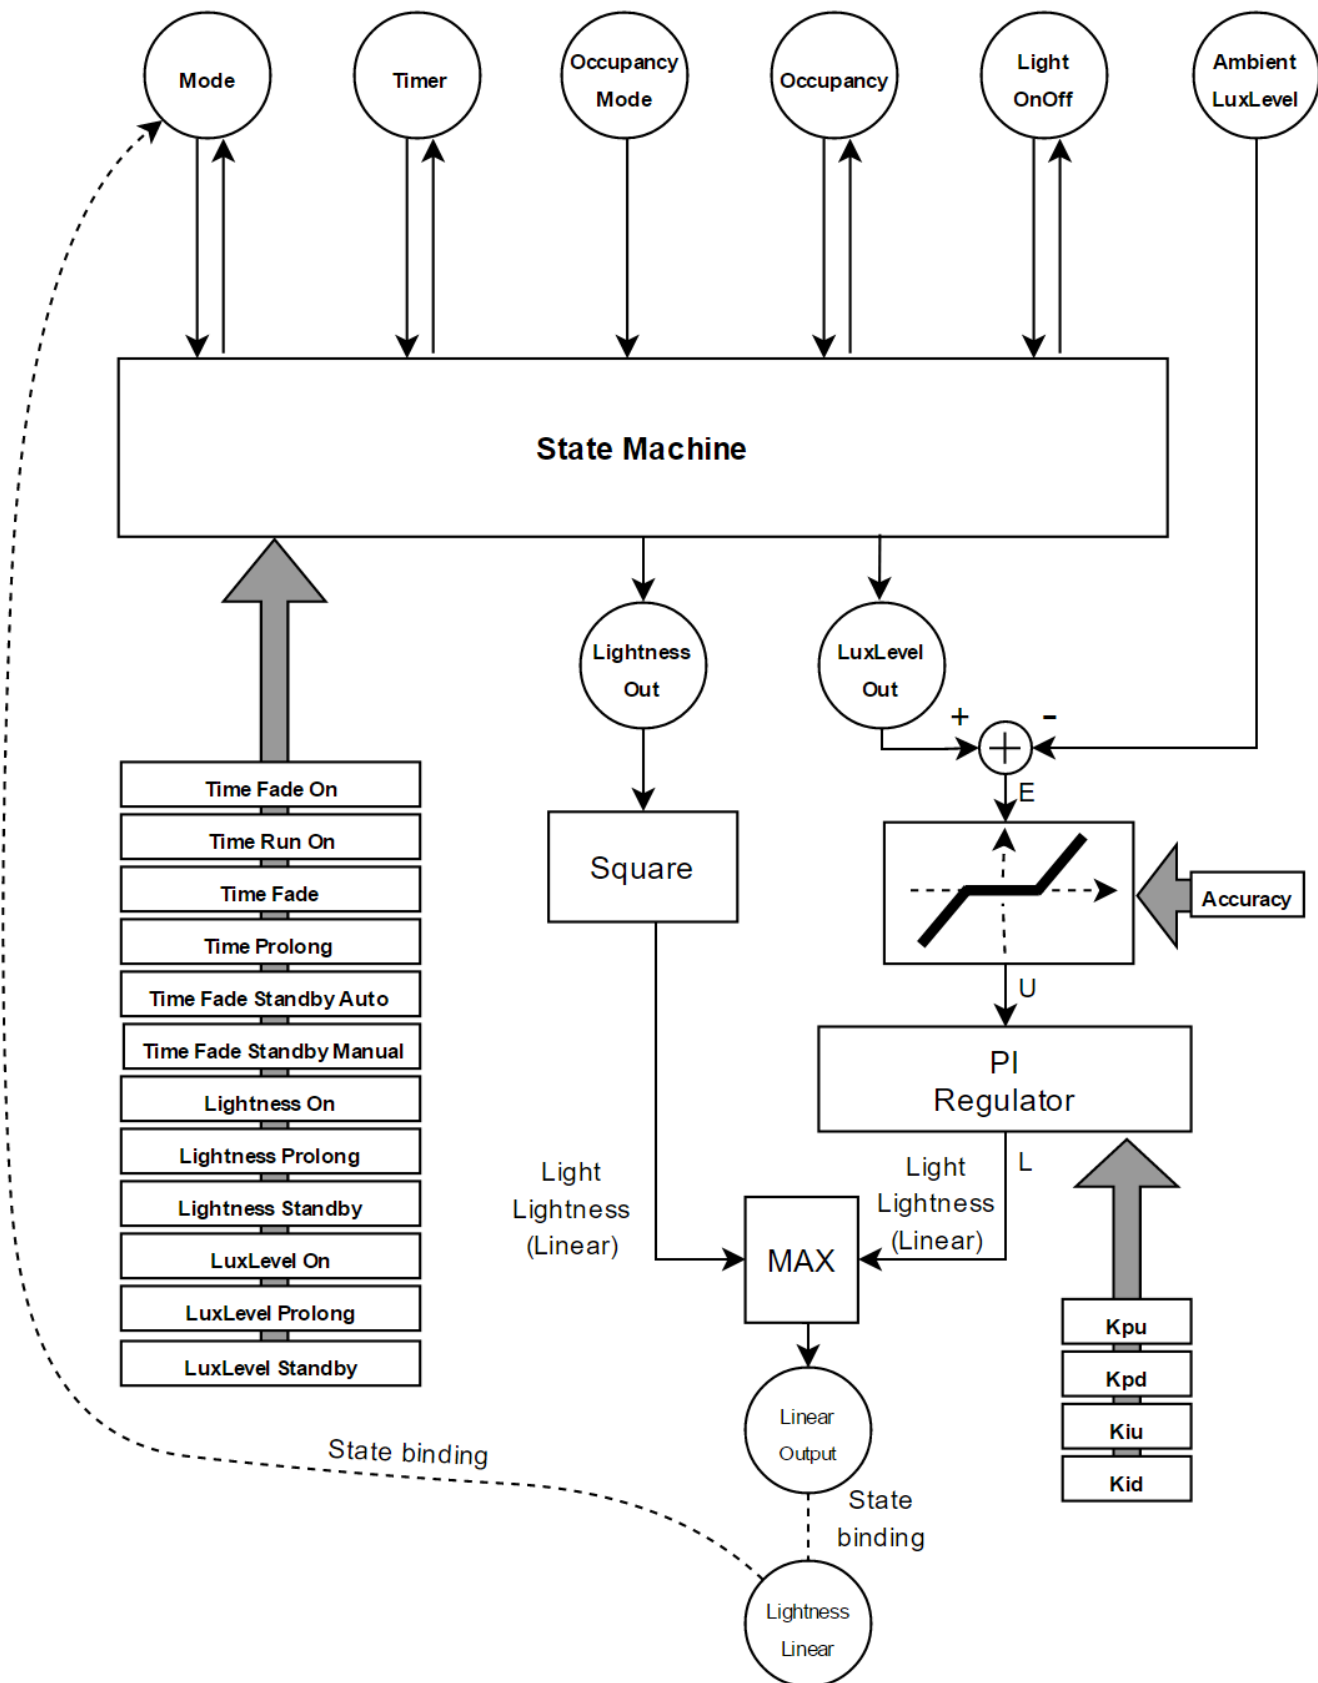 Mode
Timer
Occupancy
Mode
Occupancy
Light
OnOff
Ambient
LuxLevel
State Machine
Lightness
Out
LuxLevel
Out
+
-
E
Time Fade On
Time Run On
Time Fade
Time Prolong
Time Fade Standby Auto
Time Fade Standby Manual
Lightness On
Lightness Prolong
Lightness Standby
LuxLevel On
LuxLevel Prolong
LuxLevel Standby
Square
Accuracy
U
PI
Regulator
L
Light
Lightness
(Linear)
Light
Lightness
(Linear)
MAX
Kpu
Kpd
Kiu
Kid
Linear
Output
State binding
State
binding
Lightness
Linear